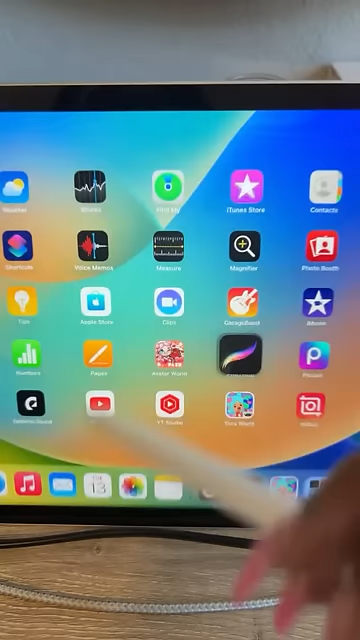 Weather
Stocks
Find My
iTunes Store
Contacts
Shortcuts
Voice Memos
Measure
Magnifier
Photo Booth
Tips
Apple Store
Clips
GarageBand
iMovie
Numbers
Pages
Avatar World
YT Studio
Toca World
13